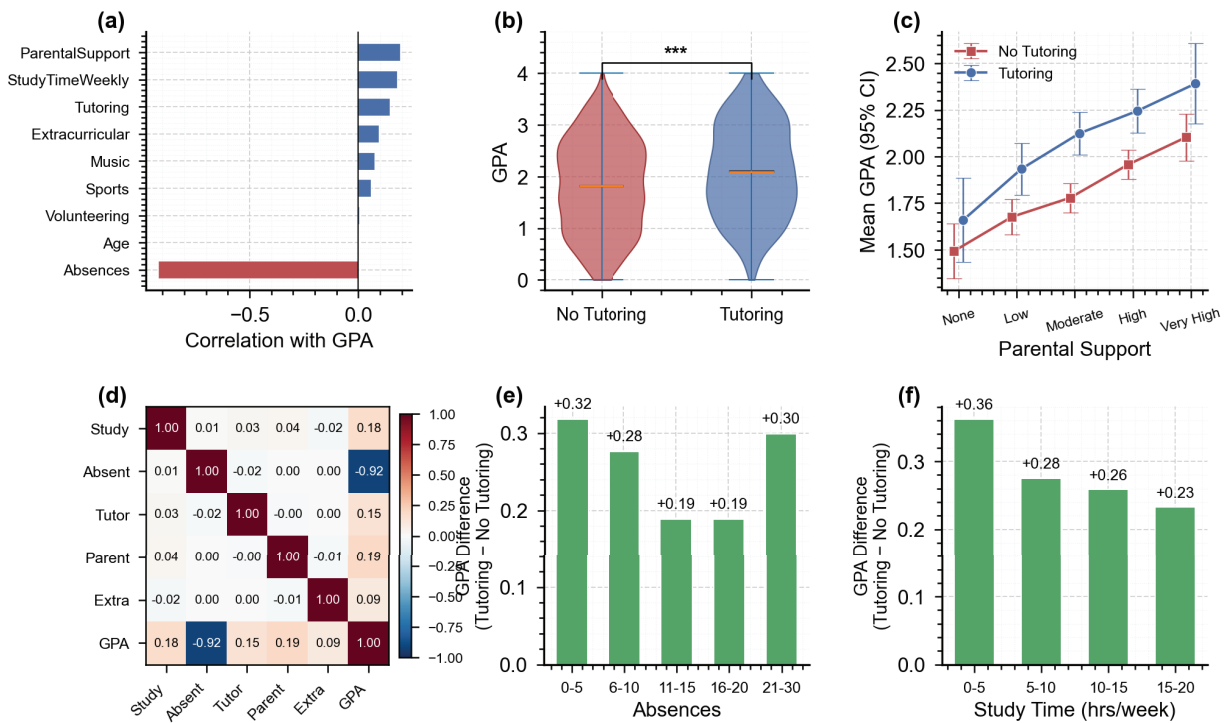 (a)
ParentalSupport
StudyTimeWeekly
Tutoring
Extracurricular
Music
Sports
Volunteering
Age
Absences
−0.5
0.0
Correlation with GPA
(b)
***
GPA
4
3
2
1
0
No Tutoring
Tutoring
(c)
No Tutoring
Tutoring
Mean GPA (95% CI)
2.50
2.25
2.00
1.75
1.50
None
Low
Moderate
High
Very High
Parental Support
(d)
Study
1.00 0.01 0.03 0.04 -0.02 0.18
Absent
0.01 1.00 -0.02 0.00 0.00 -0.92
Tutor
0.03 -0.02 1.00 -0.00 0.00 0.15
Parent
0.04 0.00 -0.00 1.00 -0.01 0.19
Extra
-0.02 0.00 0.00 -0.01 1.00 0.09
GPA
0.18 -0.92 0.15 0.19 0.09 1.00
Study
Absent
Tutor
Parent
Extra
GPA
1.00
0.75
0.50
0.25
0.00
−0.25
−0.50
−0.75
−1.00
(e)
GPA Difference
(Tutoring − No Tutoring)
0.3
0.2
0.1
0.0
+0.32
+0.28
+0.19
+0.19
+0.30
0-5
6-10
11-15
16-20
21-30
Absences
(f)
GPA Difference
(Tutoring − No Tutoring)
0.3
0.2
0.1
0.0
+0.36
+0.28
+0.26
+0.23
0-5
5-10
10-15
15-20
Study Time (hrs/week)